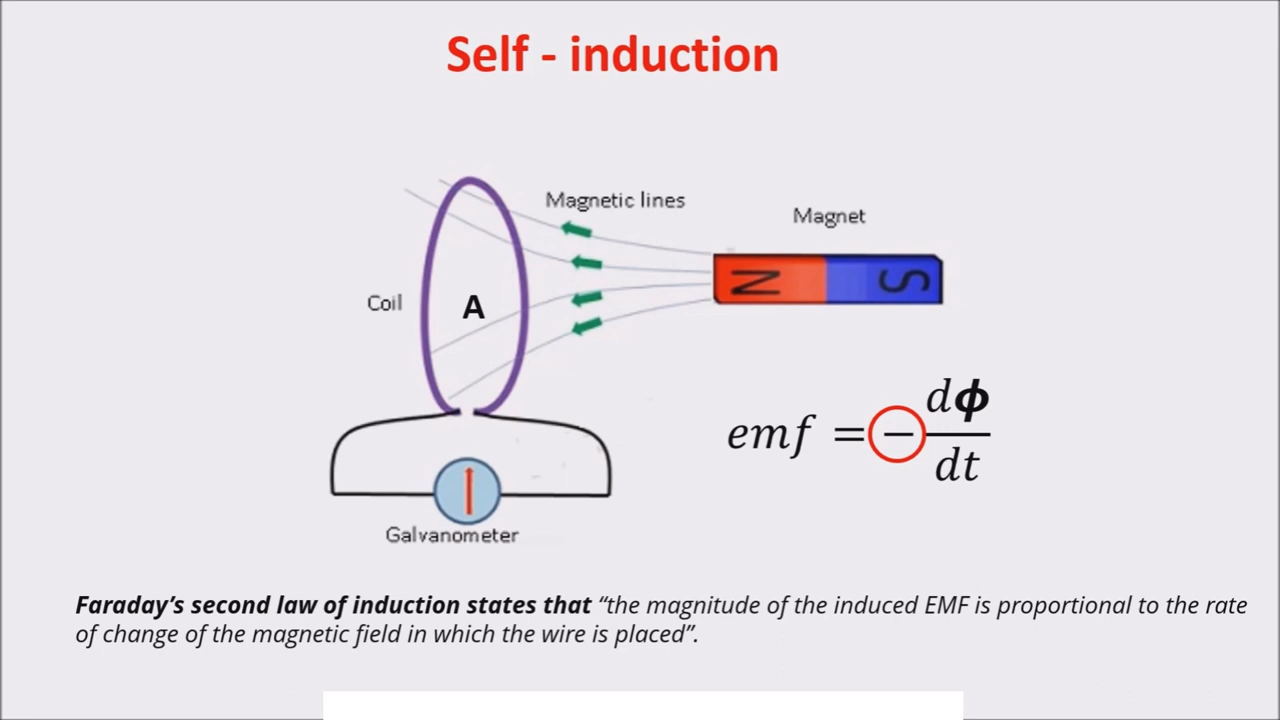 Self - induction
Magnetic lines
Magnet
N S
Coil
A
emf = − dϕ/dt
Galvanometer
Faraday’s second law of induction states that “the magnitude of the induced EMF is proportional to the rate
of change of the magnetic field in which the wire is placed”.